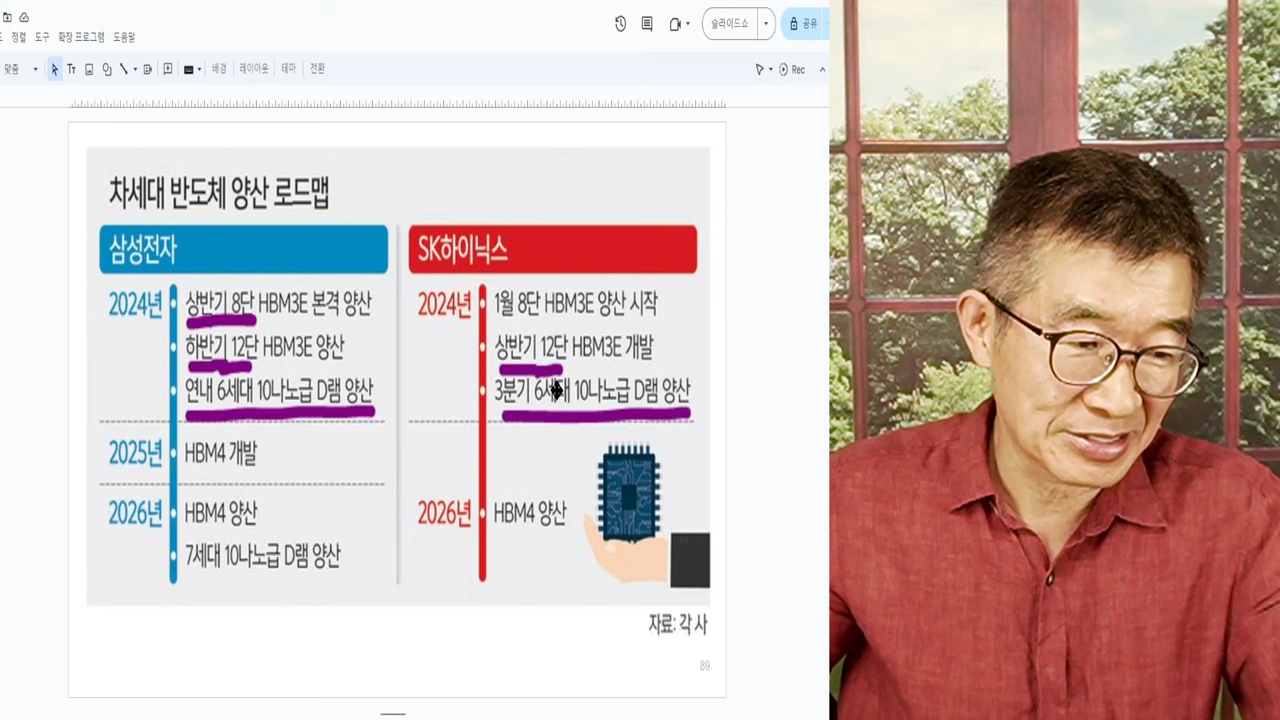 정렬 도구 확장 프로그램 도움말
슬라이드쇼
공유
맞춤
배경 레이아웃 테마 전환
Rec
차세대 반도체 양산 로드맵
삼성전자
2024년 상반기 8단 HBM3E 본격 양산
하반기 12단 HBM3E 양산
연내 6세대 10나노급 D램 양산
2025년 HBM4 개발
2026년 HBM4 양산
7세대 10나노급 D램 양산
SK하이닉스
2024년 1월 8단 HBM3E 양산 시작
상반기 12단 HBM3E 개발
3분기 6세대 10나노급 D램 양산
2026년 HBM4 양산
자료: 각 사
89